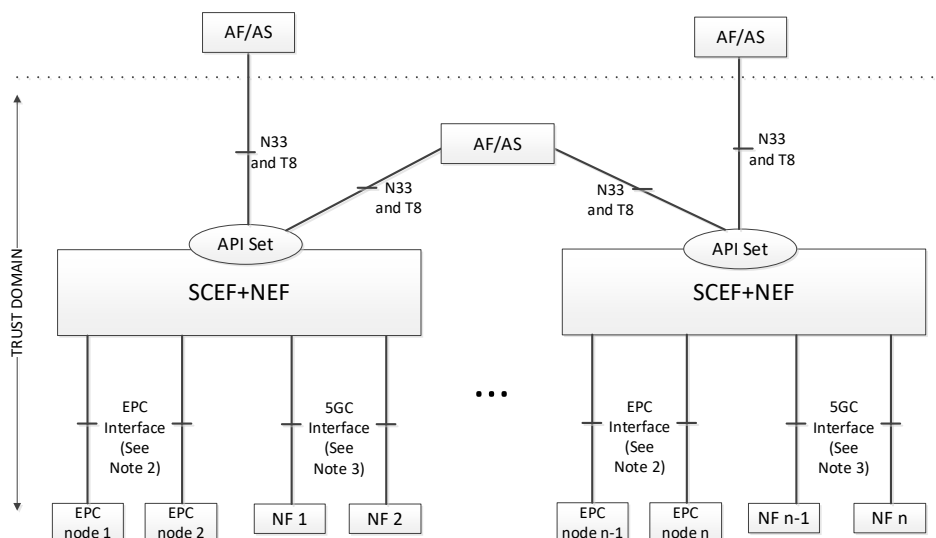 AF/AS
AF/AS
N33
and T8
AF/AS
N33
and T8
N33
and T8
N33
and T8
API Set
API Set
SCEF+NEF
SCEF+NEF
TRUST DOMAIN
EPC
Interface
(See
Note 2)
5GC
Interface
(See
Note 3)
...
EPC
Interface
(See
Note 2)
5GC
Interface
(See
Note 3)
EPC
node 1
EPC
node 2
NF 1
NF 2
EPC
node n-1
EPC
node n
NF n-1
NF n